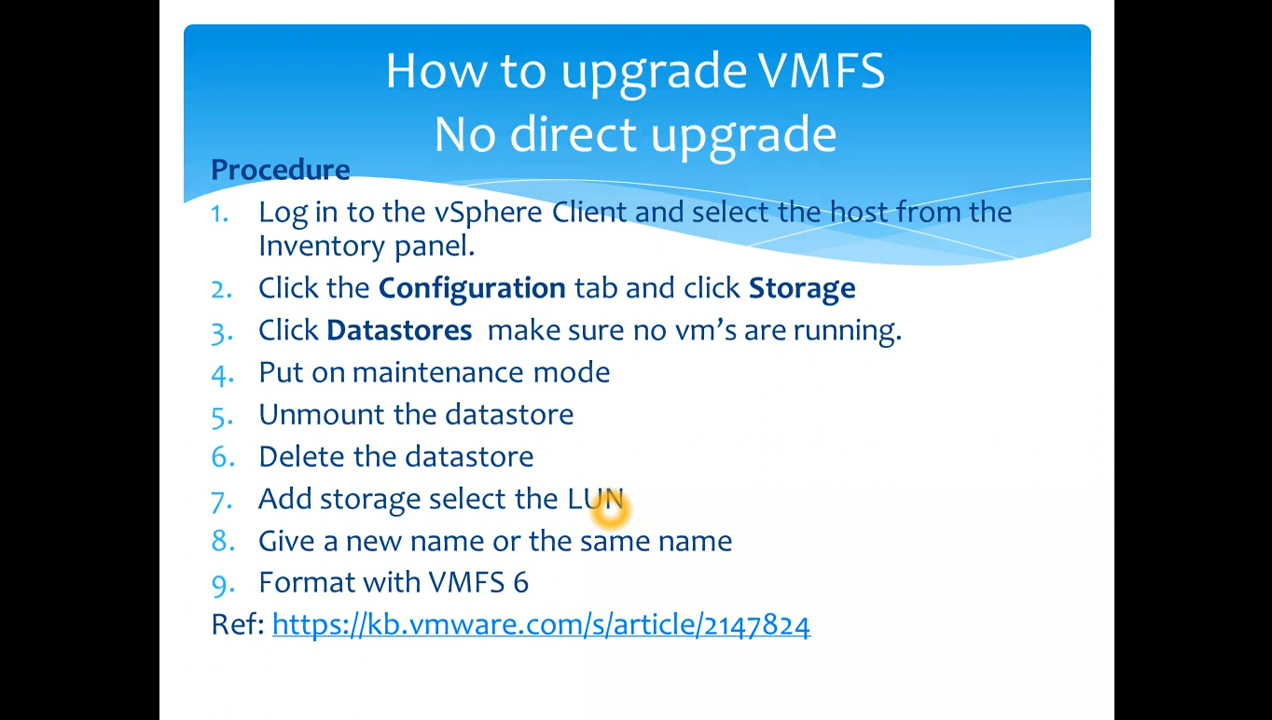 How to upgrade VMFS
No direct upgrade
Procedure
1. Log in to the vSphere Client and select the host from the
Inventory panel.
2. Click the Configuration tab and click Storage
3. Click Datastores make sure no vm's are running.
4. Put on maintenance mode
5. Unmount the datastore
6. Delete the datastore
7. Add storage select the LUN
8. Give a new name or the same name
9. Format with VMFS 6
Ref: https://kb.vmware.com/s/article/2147824